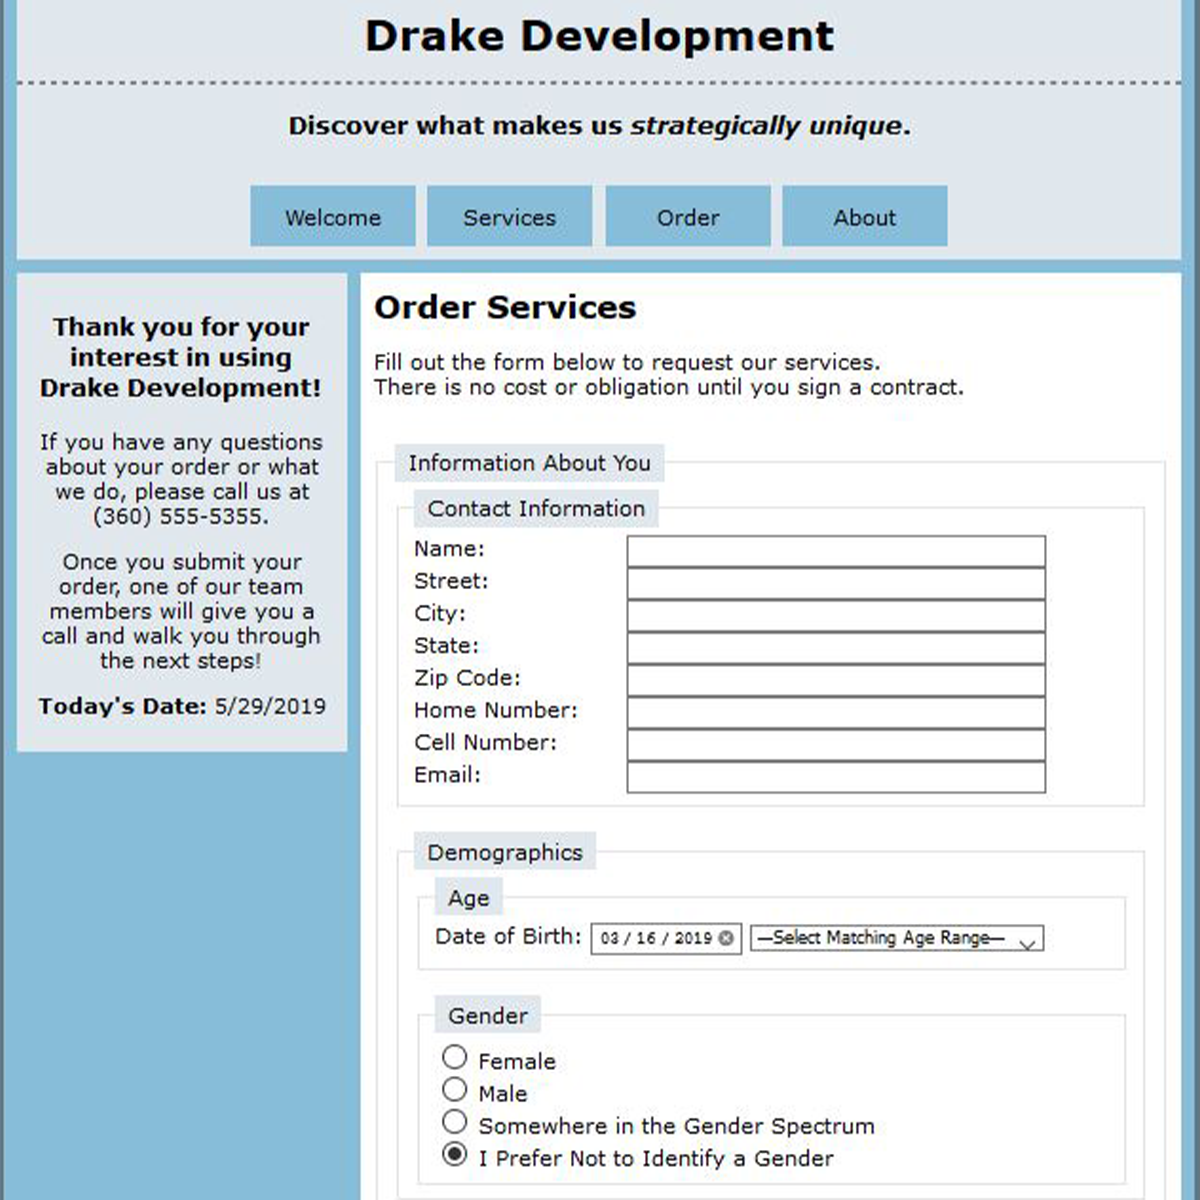 Drake Development
Discover what makes us strategically unique.
Welcome
Services
Order
About
Thank you for your
interest in using
Drake Development!
If you have any questions
about your order or what
we do, please call us at
(360) 555-5355.
Once you submit your
order, one of our team
members will give you a
call and walk you through
the next steps!
Today's Date: 5/29/2019
Order Services
Fill out the form below to request our services.
There is no cost or obligation until you sign a contract.
Information About You
Contact Information
Name:
Street:
City:
State:
Zip Code:
Home Number:
Cell Number:
Email:
Demographics
Age
Date of Birth: 03 / 16 / 2019 —Select Matching Age Range—
Gender
Female
Male
Somewhere in the Gender Spectrum
I Prefer Not to Identify a Gender